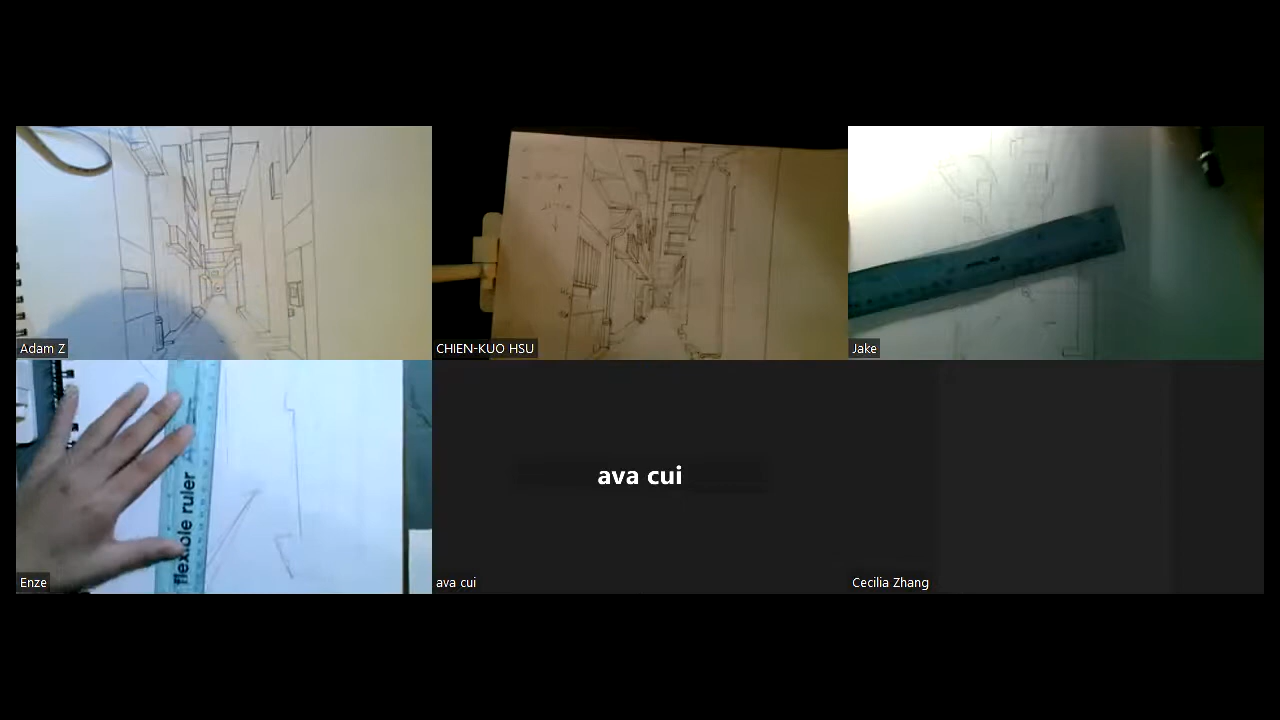 Adam Z
CHIEN-KUO HSU
Jake
flexible ruler
Enze
ava cui
ava cui
Cecilia Zhang